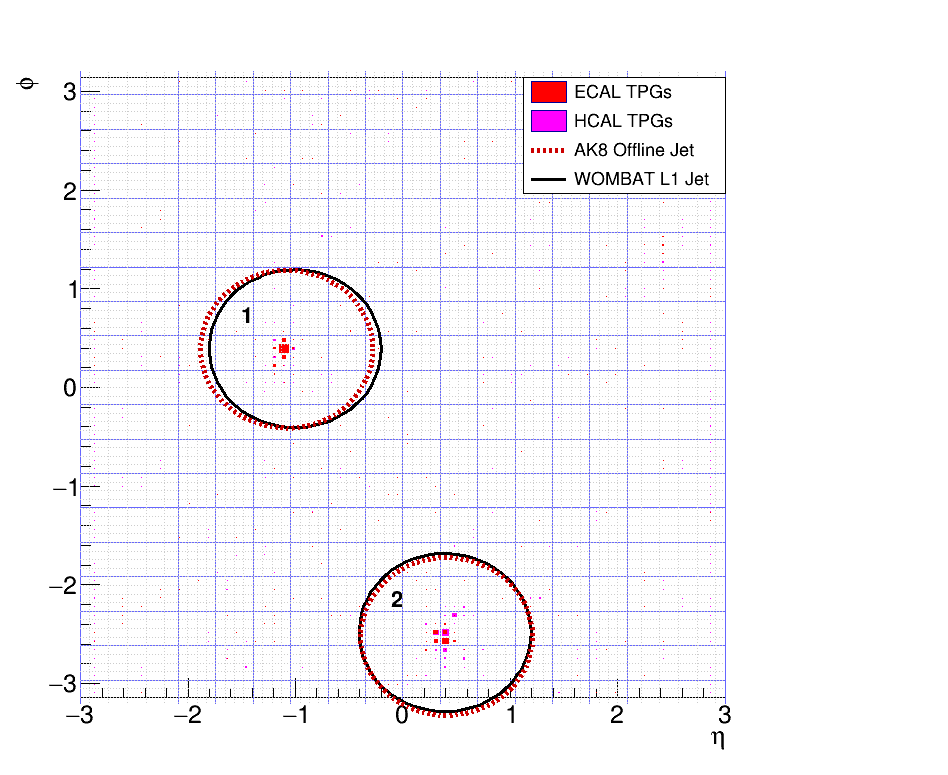 ϕ
3
2
1
0
−1
−2
−3
ECAL TPGs
HCAL TPGs
AK8 Offline Jet
WOMBAT L1 Jet
1
2
−3 −2 −1 0 1 2 3
η